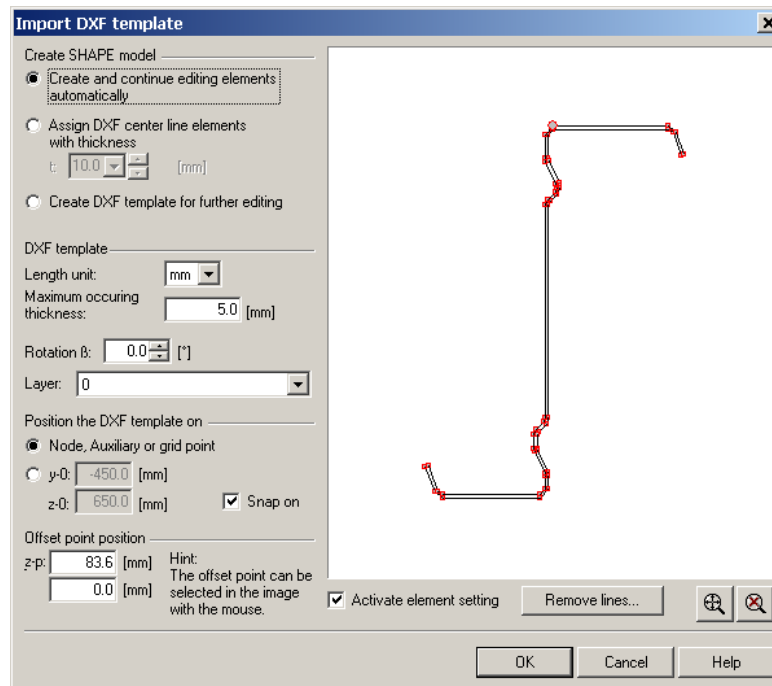 Import DXF template
Create SHAPE model
Create and continue editing elements
automatically
Assign DXF center line elements
with thickness
t: 10.0 [mm]
Create DXF template for further editing
DXF template
Length unit: mm
Maximum occuring
thickness: 5.0 [mm]
Rotation ß: 0.0 [°]
Layer: 0
Position the DXF template on
Node, Auxiliary or grid point
y-0: -450.0 [mm]
z-0: 650.0 [mm] Snap on
Offset point position
z-p: 83.6 [mm] Hint:
The offset point can be
0.0 [mm] selected in the image
with the mouse.
Activate element setting Remove lines...
OK Cancel Help